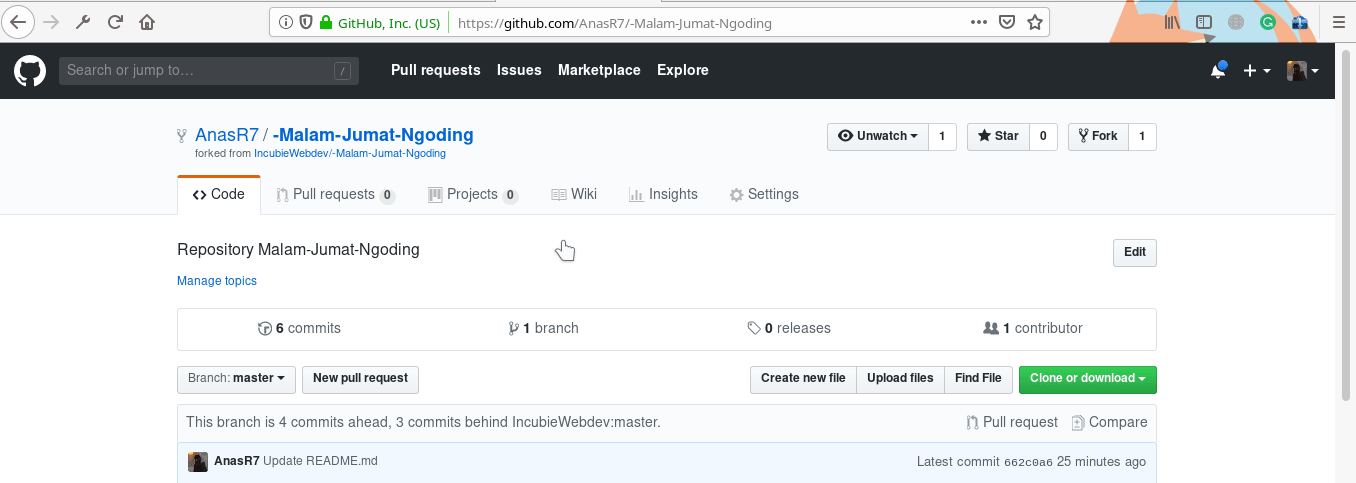 GitHub, Inc. (US) https://github.com/AnasR7/-Malam-Jumat-Ngoding
Search or jump to… / Pull requests Issues Marketplace Explore
AnasR7 / -Malam-Jumat-Ngoding Unwatch 1 Star 0 Fork 1
forked from IncubieWebdev/-Malam-Jumat-Ngoding
Code Pull requests 0 Projects 0 Wiki Insights Settings
Repository Malam-Jumat-Ngoding Edit
Manage topics
6 commits 1 branch 0 releases 1 contributor
Branch: master New pull request Create new file Upload files Find File Clone or download
This branch is 4 commits ahead, 3 commits behind IncubieWebdev:master. Pull request Compare
AnasR7 Update README.md Latest commit 662c0a6 25 minutes ago